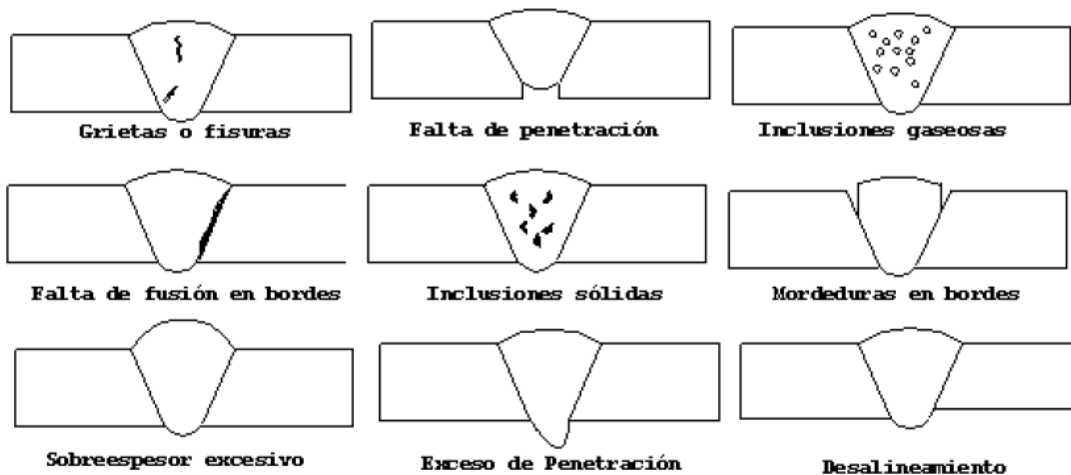 Grietas o fisuras
Falta de penetración
Inclusiones gaseosas
Falta de fusión en bordes
Inclusiones sólidas
Mordeduras en bordes
Sobreespesor excesivo
Exceso de Penetración
Desalineamiento